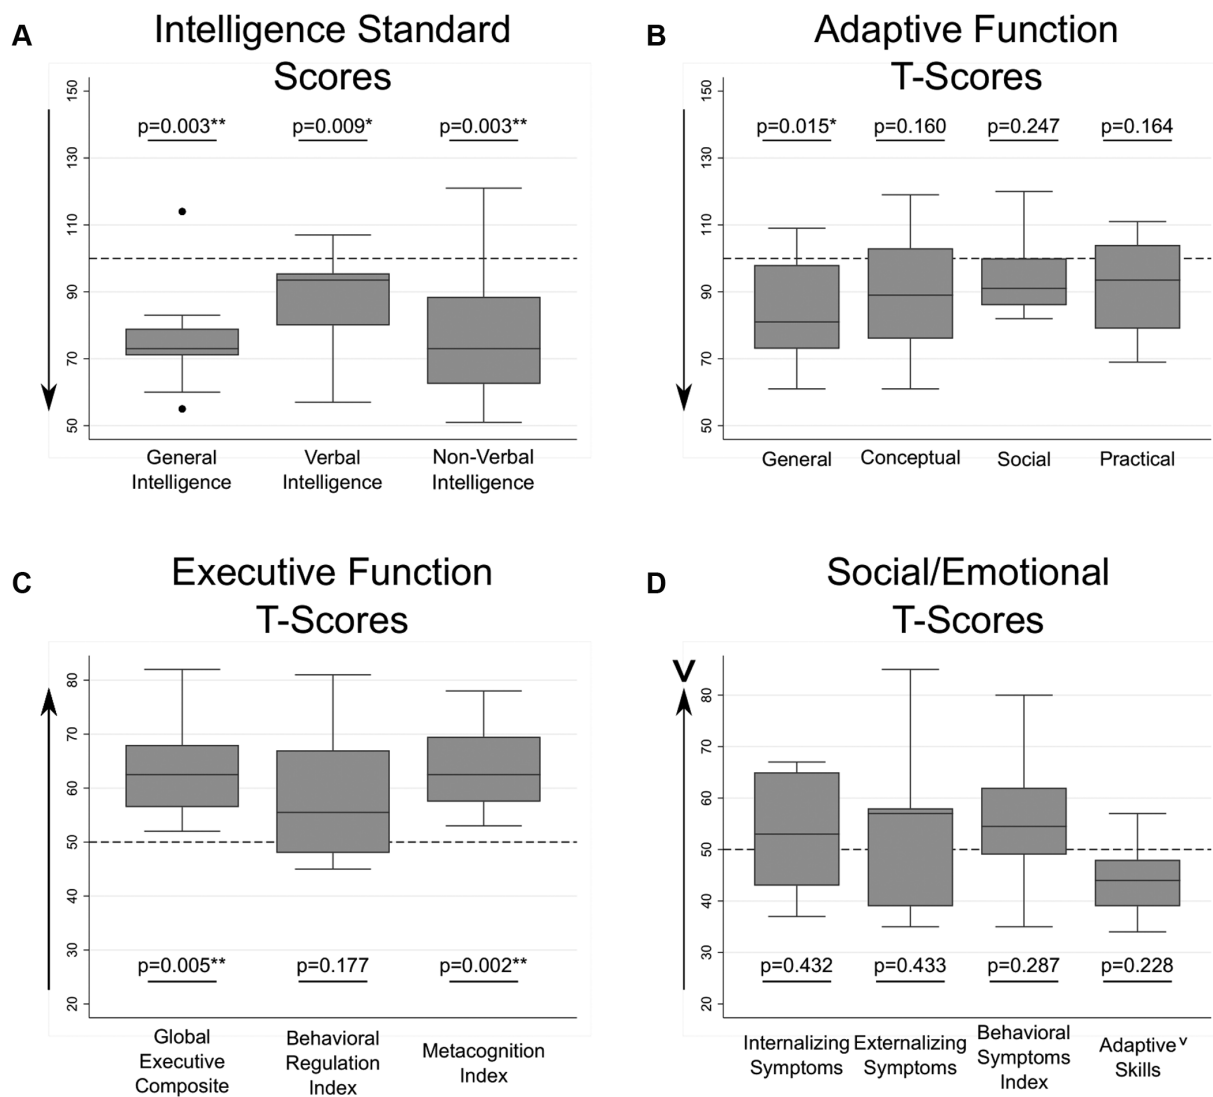 A
Intelligence Standard
Scores
150
130
110
90
70
50
p=0.003** p=0.009* p=0.003**
General
Intelligence
Verbal
Intelligence
Non-Verbal
Intelligence
B
Adaptive Function
T-Scores
150
130
110
90
70
50
p=0.015* p=0.160 p=0.247 p=0.164
General Conceptual Social Practical
C
Executive Function
T-Scores
80
70
60
50
40
30
20
p=0.005** p=0.177 p=0.002**
Global
Executive
Composite
Behavioral
Regulation
Index
Metacognition
Index
D
Social/Emotional
T-Scores
v
80
70
60
50
40
30
20
p=0.432 p=0.433 p=0.287 p=0.228
Internalizing
Symptoms
Externalizing
Symptoms
Behavioral
Symptoms
Index
Adaptive v
Skills